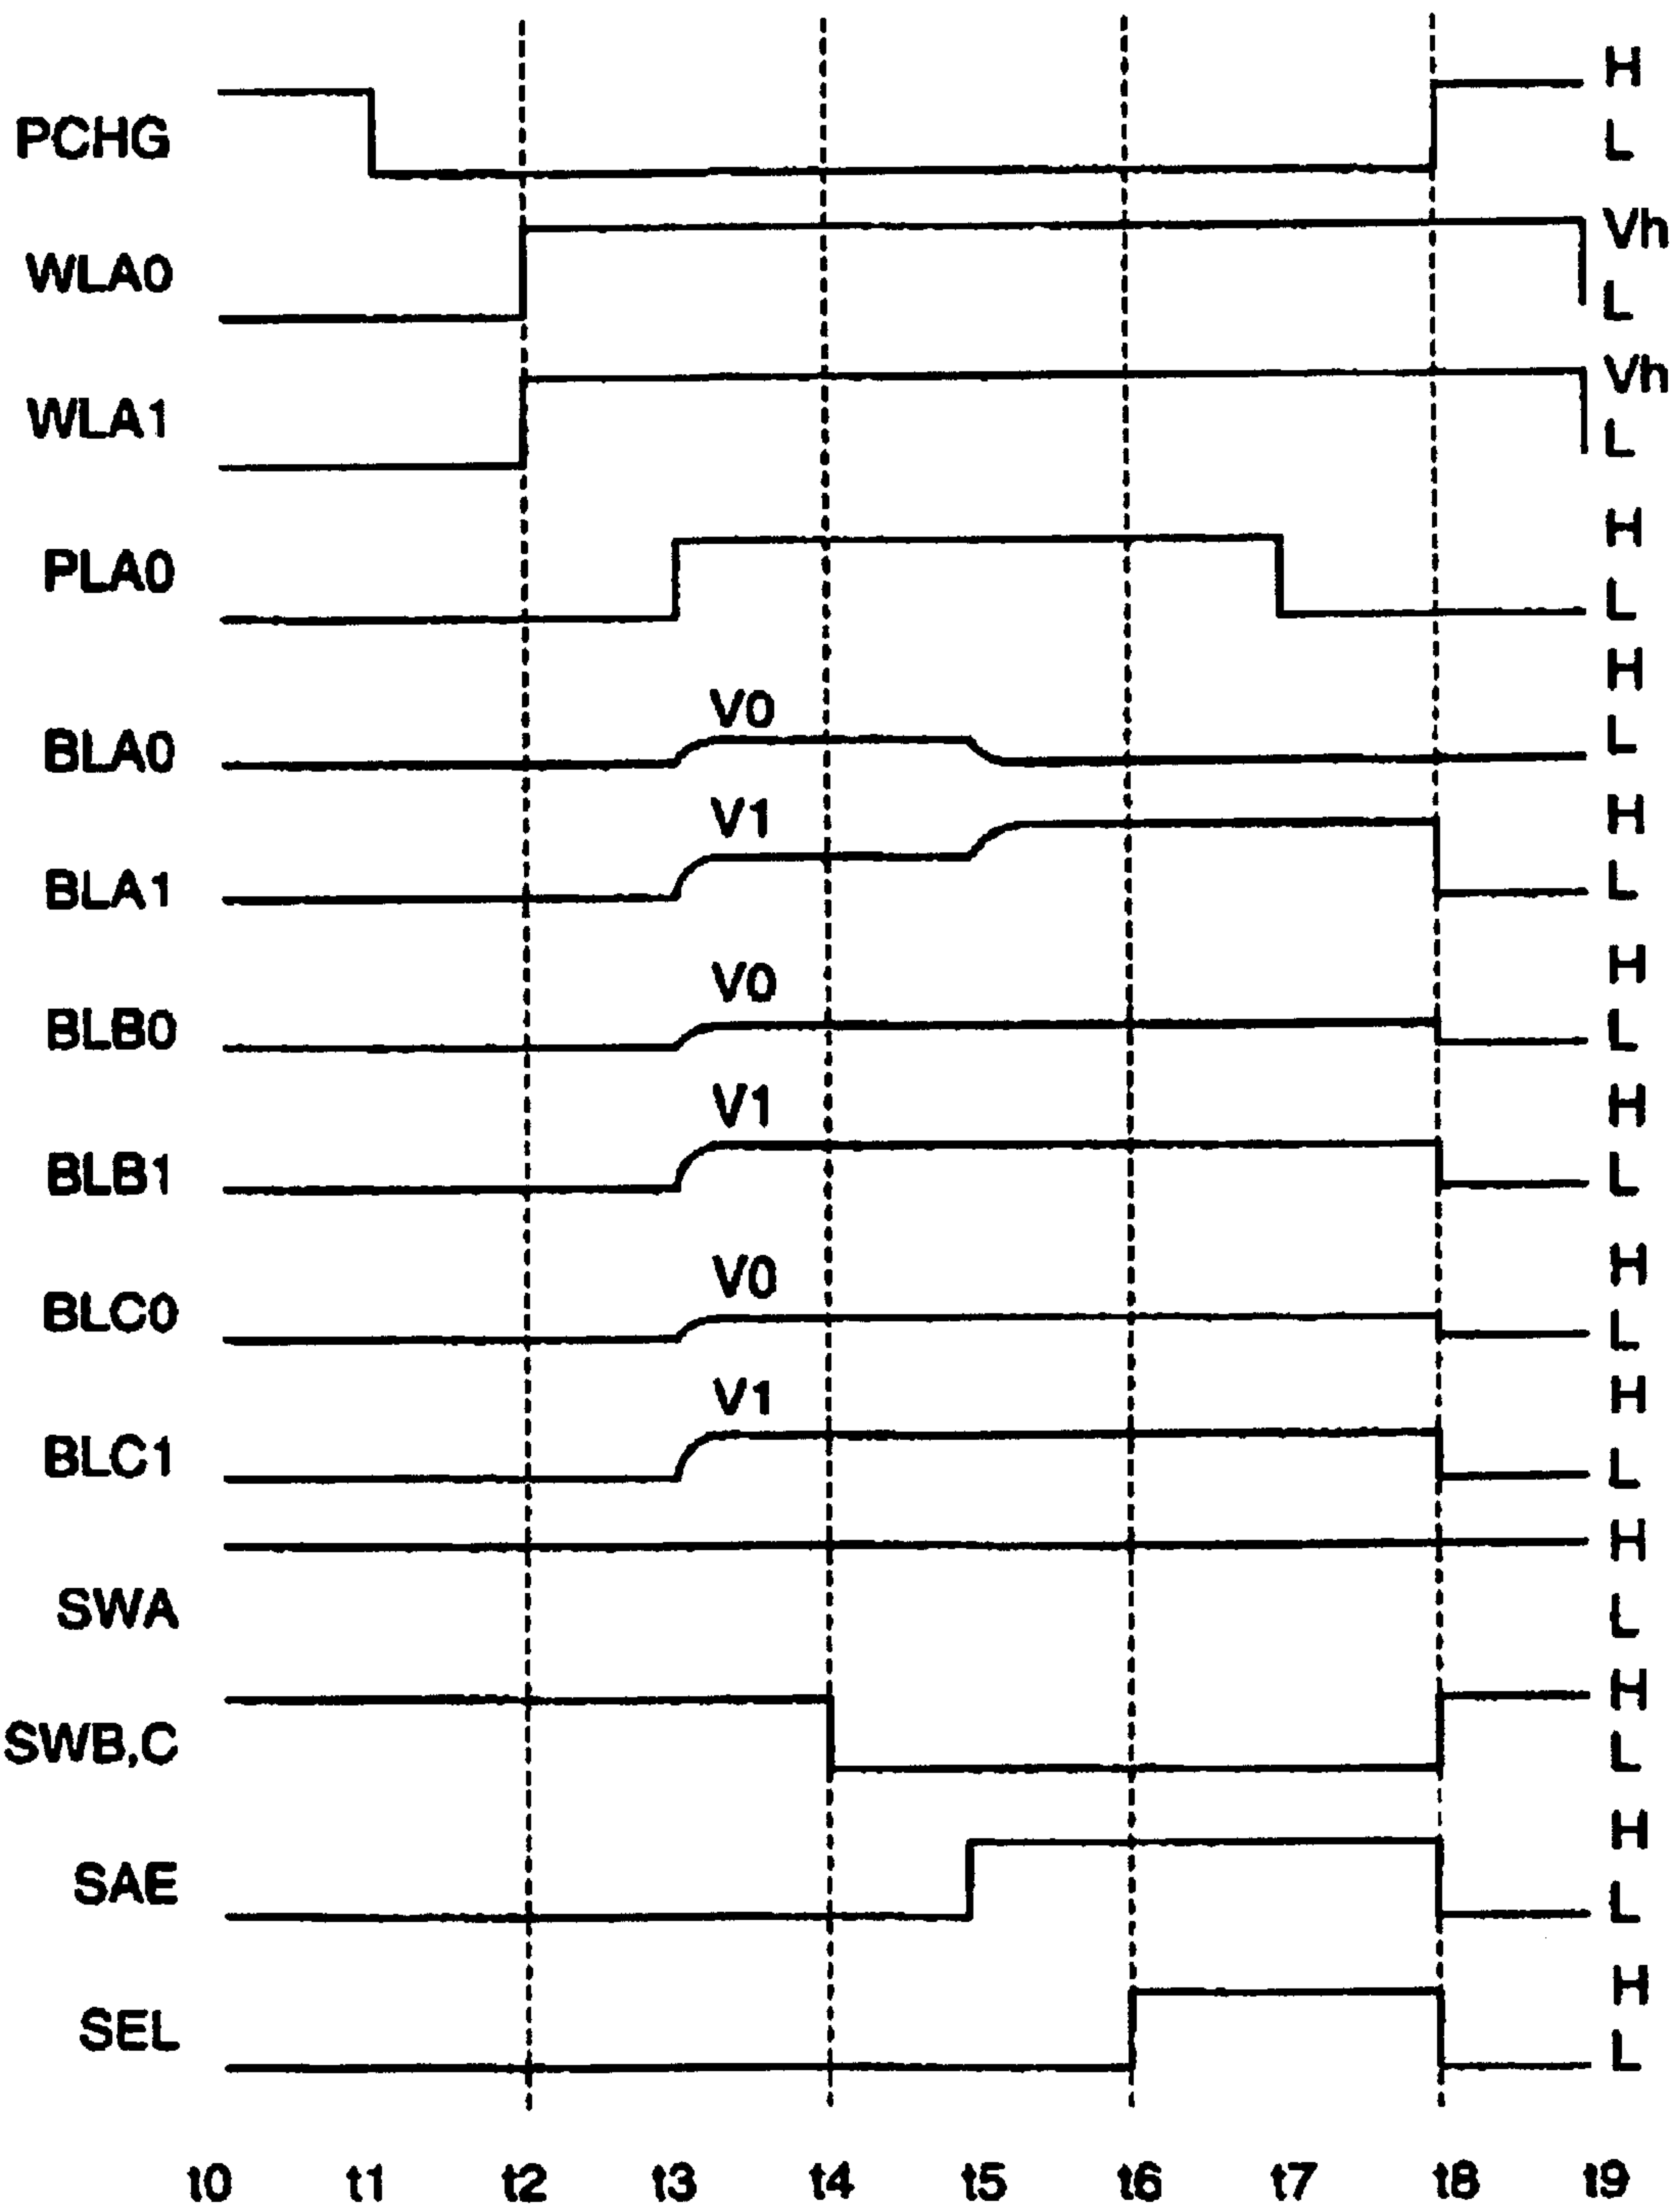 H
PCHG L
Vh
WLA0 L
Vh
WLA1 L
H
PLA0 L
H
V0
BLA0 L
V1 H
BLA1 L
V0 H
BLB0 L
V1 H
BLB1 L
V0 H
BLC0 L
V1 H
BLC1 L
H
SWA L
H
SWB,C L
H
SAE L
H
SEL L
t0 t1 t2 t3 t4 t5 t6 t7 t8 t9